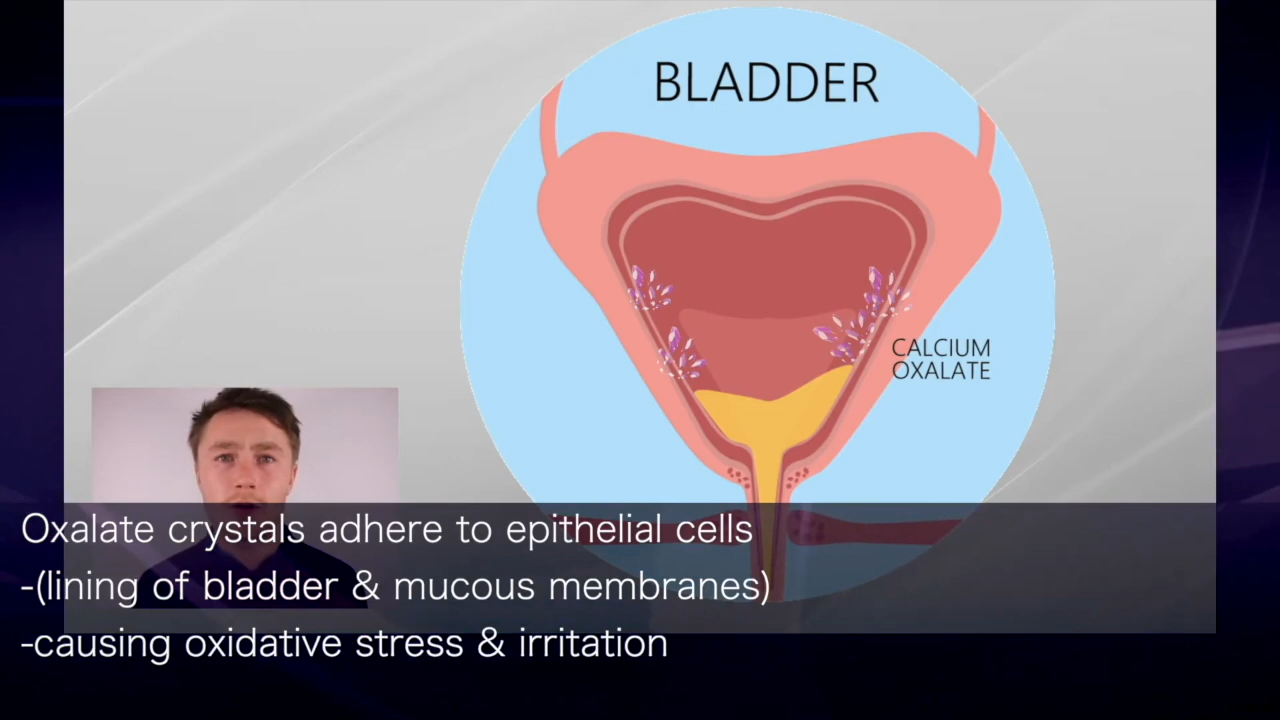 BLADDER
CALCIUM
OXALATE
Oxalate crystals adhere to epithelial cells
-(lining of bladder & mucous membranes)
-causing oxidative stress & irritation